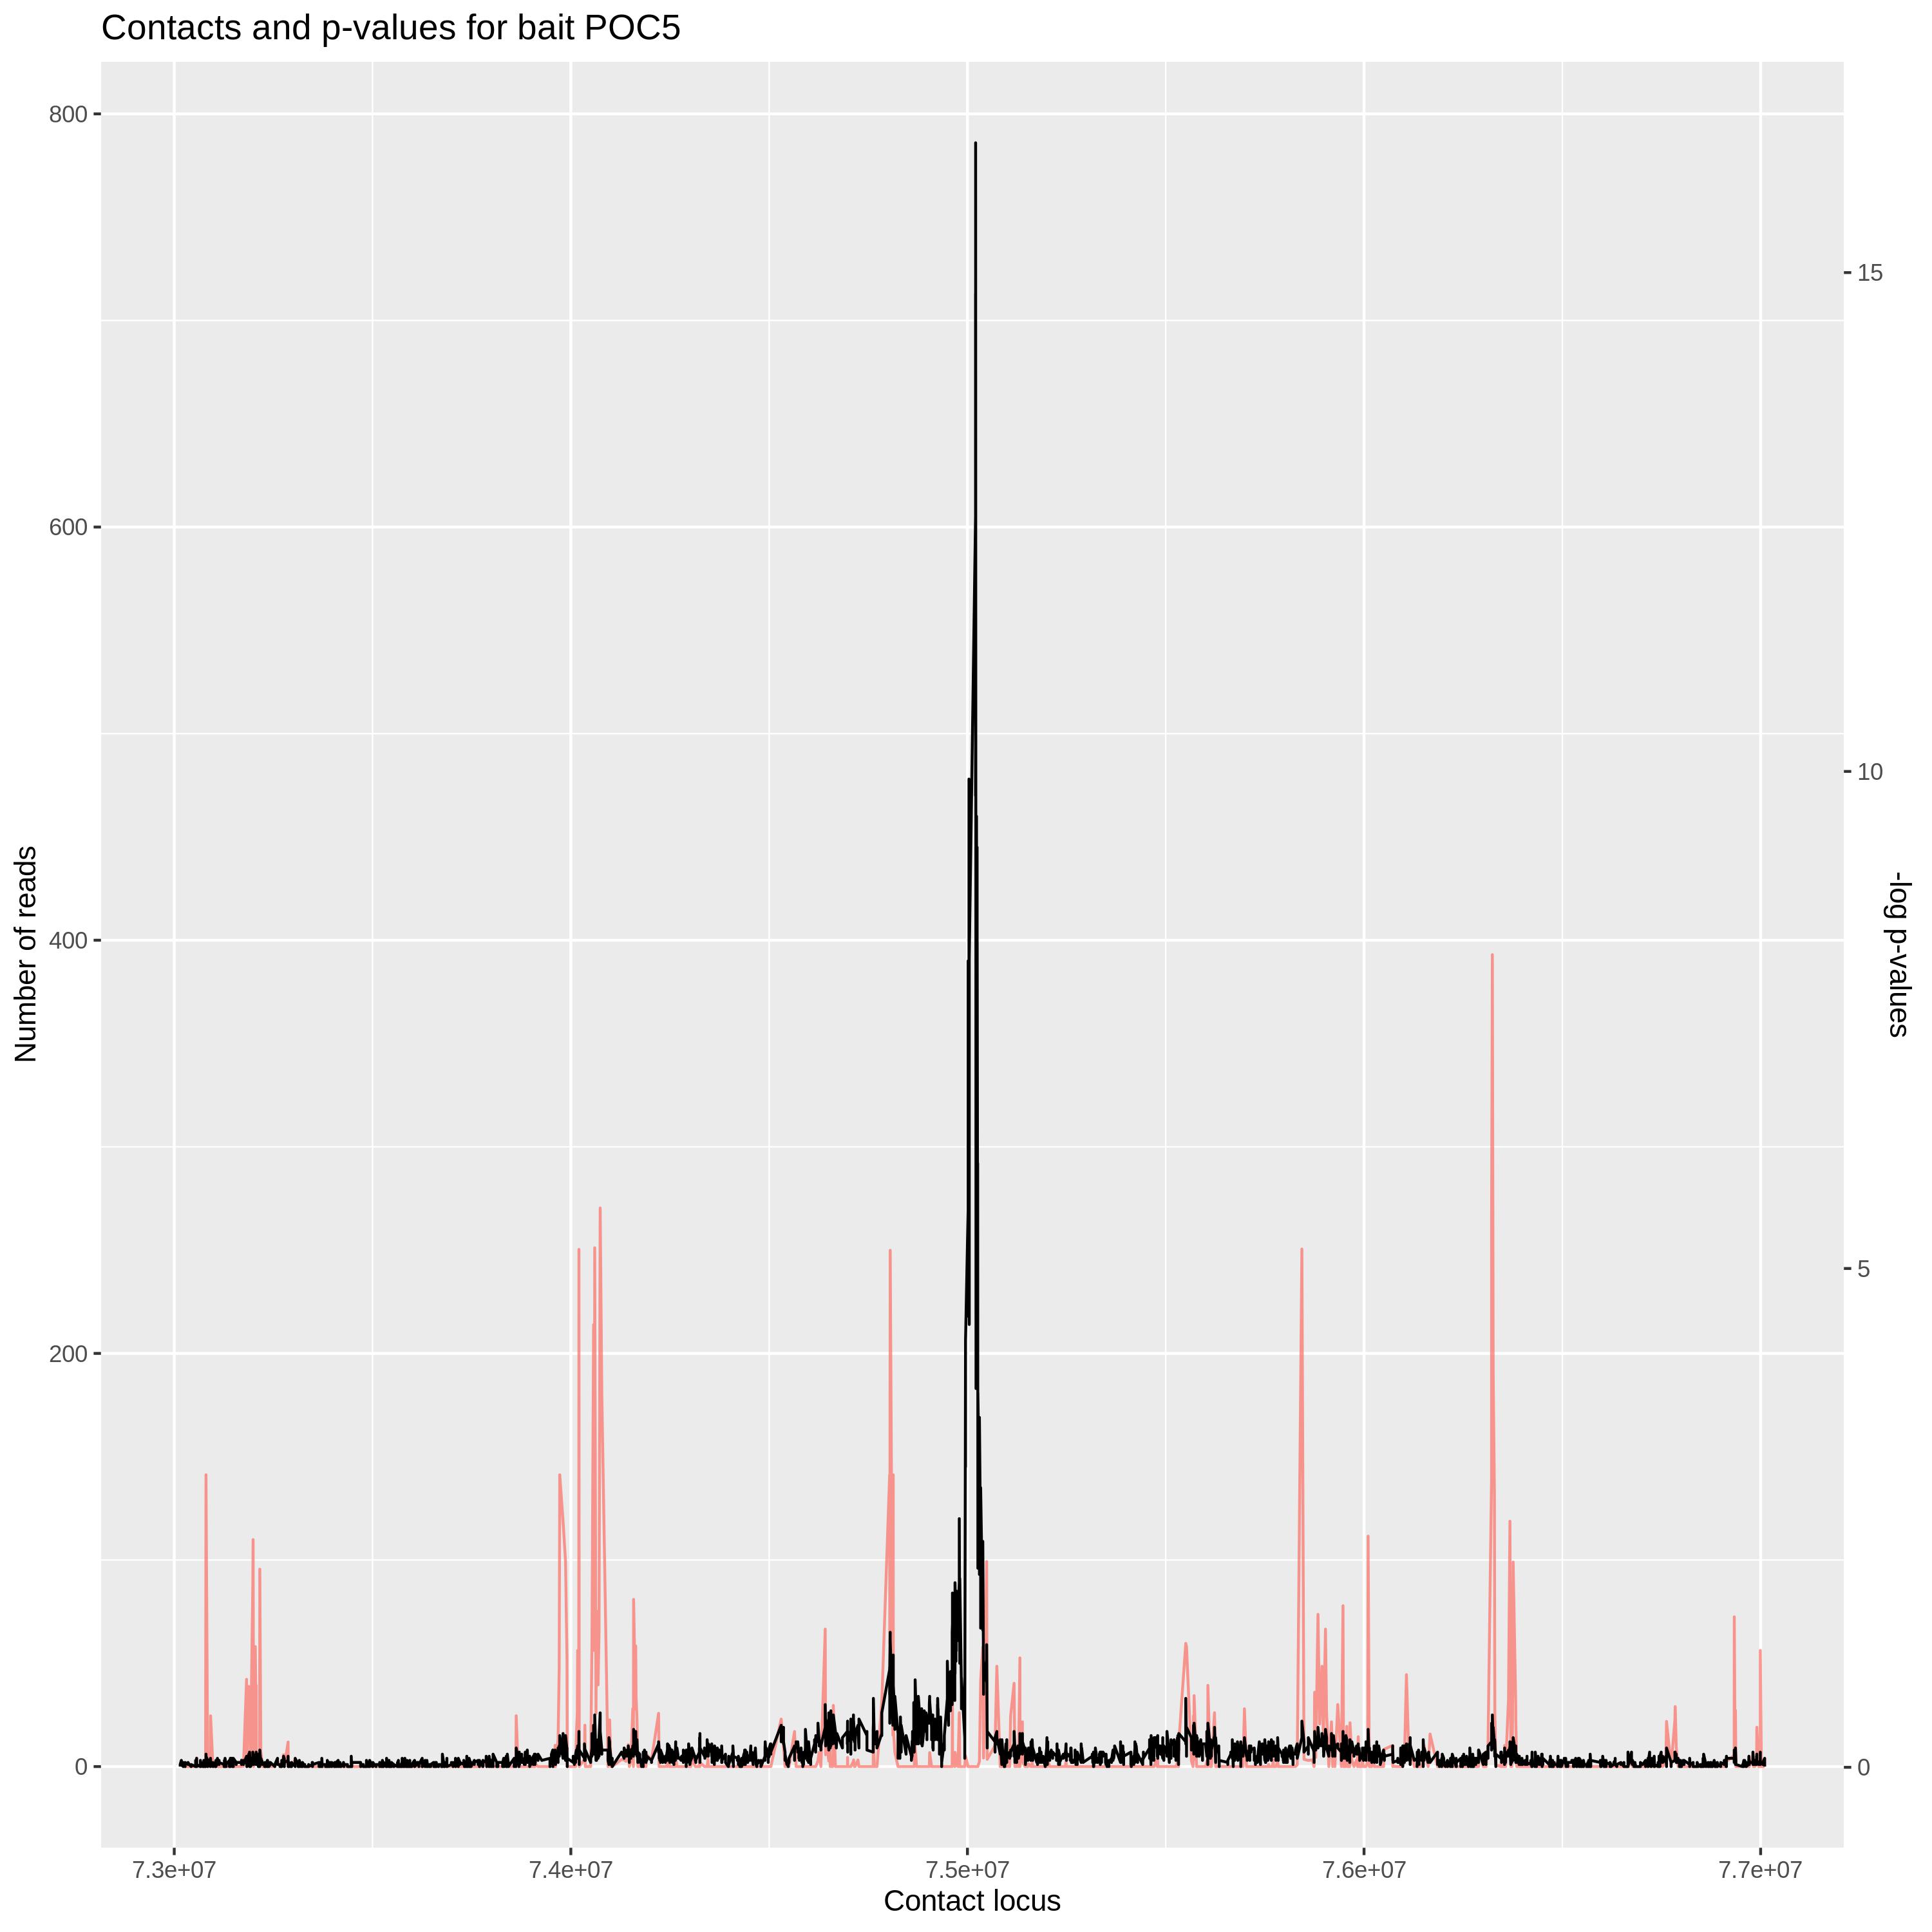 Contacts and p-values for bait POC5
800
600
400
200
0
Number of reads
15
10
5
0
-log p-values
7.3e+07
7.4e+07
7.5e+07
7.6e+07
7.7e+07
Contact locus